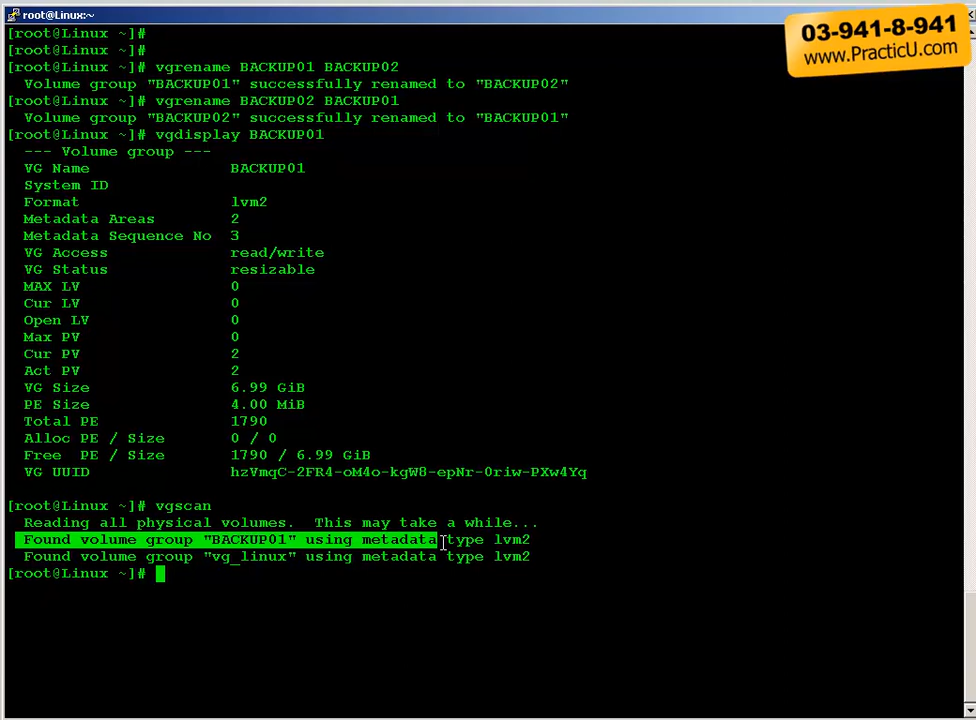 root@Linux:~
03-941-8-941
www.PracticU.com
[root@Linux ~]#
[root@Linux ~]#
[root@Linux ~]# vgrename BACKUP01 BACKUP02
Volume group "BACKUP01" successfully renamed to "BACKUP02"
[root@Linux ~]# vgrename BACKUP02 BACKUP01
Volume group "BACKUP02" successfully renamed to "BACKUP01"
[root@Linux ~]# vgdisplay BACKUP01
--- Volume group ---
VG Name BACKUP01
System ID
Format lvm2
Metadata Areas 2
Metadata Sequence No 3
VG Access read/write
VG Status resizable
MAX LV 0
Cur LV 0
Open LV 0
Max PV 0
Cur PV 2
Act PV 2
VG Size 6.99 GiB
PE Size 4.00 MiB
Total PE 1790
Alloc PE / Size 0 / 0
Free PE / Size 1790 / 6.99 GiB
VG UUID hzVmqC-2FR4-oM4o-kgW8-epNr-0riw-PXw4Yq
[root@Linux ~]# vgscan
Reading all physical volumes. This may take a while...
Found volume group "BACKUP01" using metadata type lvm2
Found volume group "vg_linux" using metadata type lvm2
[root@Linux ~]#